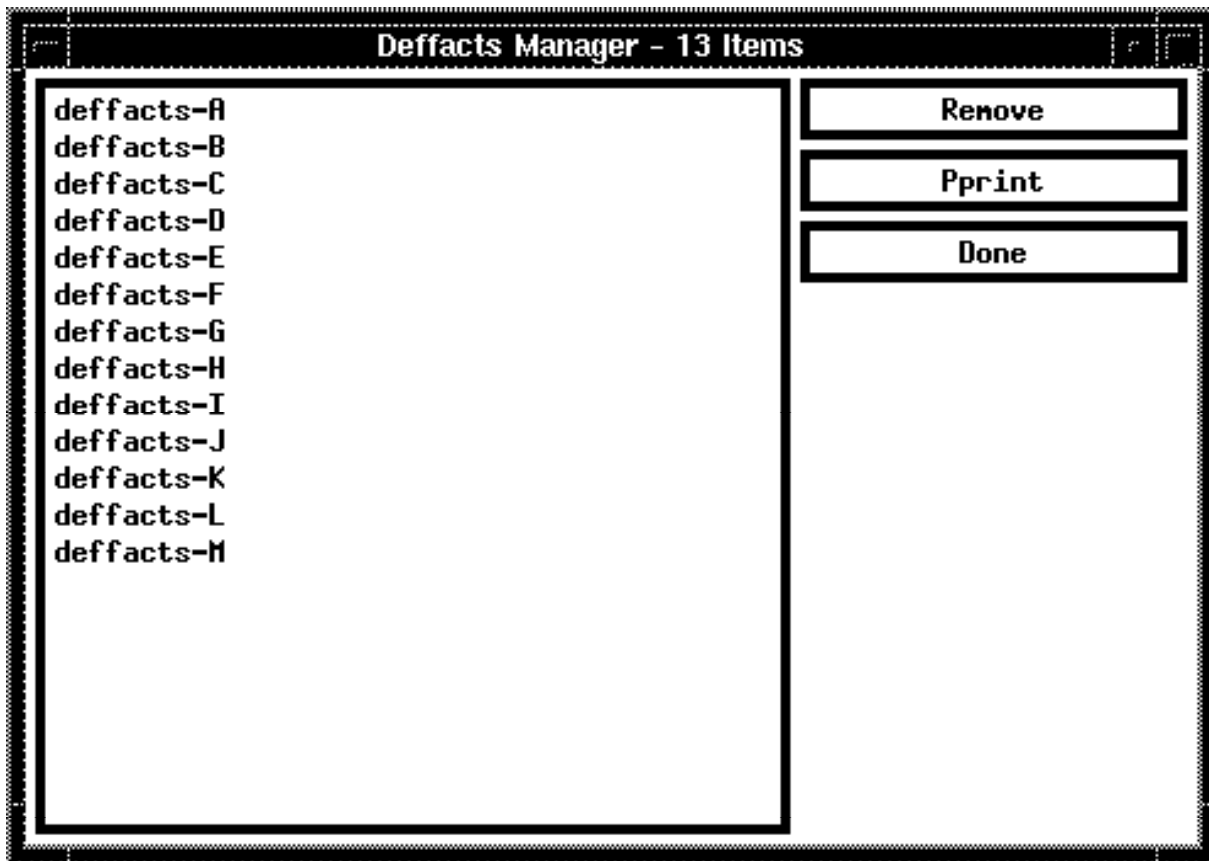 Deffacts Manager - 13 Items
deffacts-A
deffacts-B
deffacts-C
deffacts-D
deffacts-E
deffacts-F
deffacts-G
deffacts-H
deffacts-I
deffacts-J
deffacts-K
deffacts-L
deffacts-M
Remove
Pprint
Done